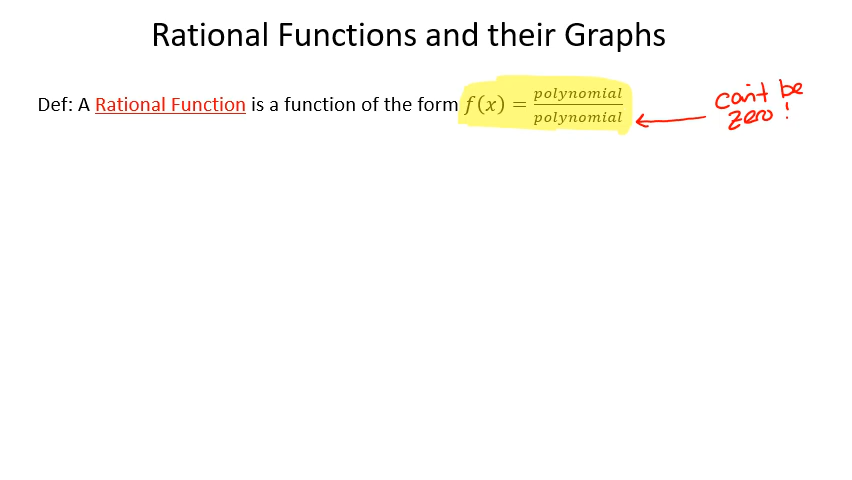 Rational Functions and their Graphs
Def: A Rational Function is a function of the form f(x) = polynomial/polynomial
can't be
zero!